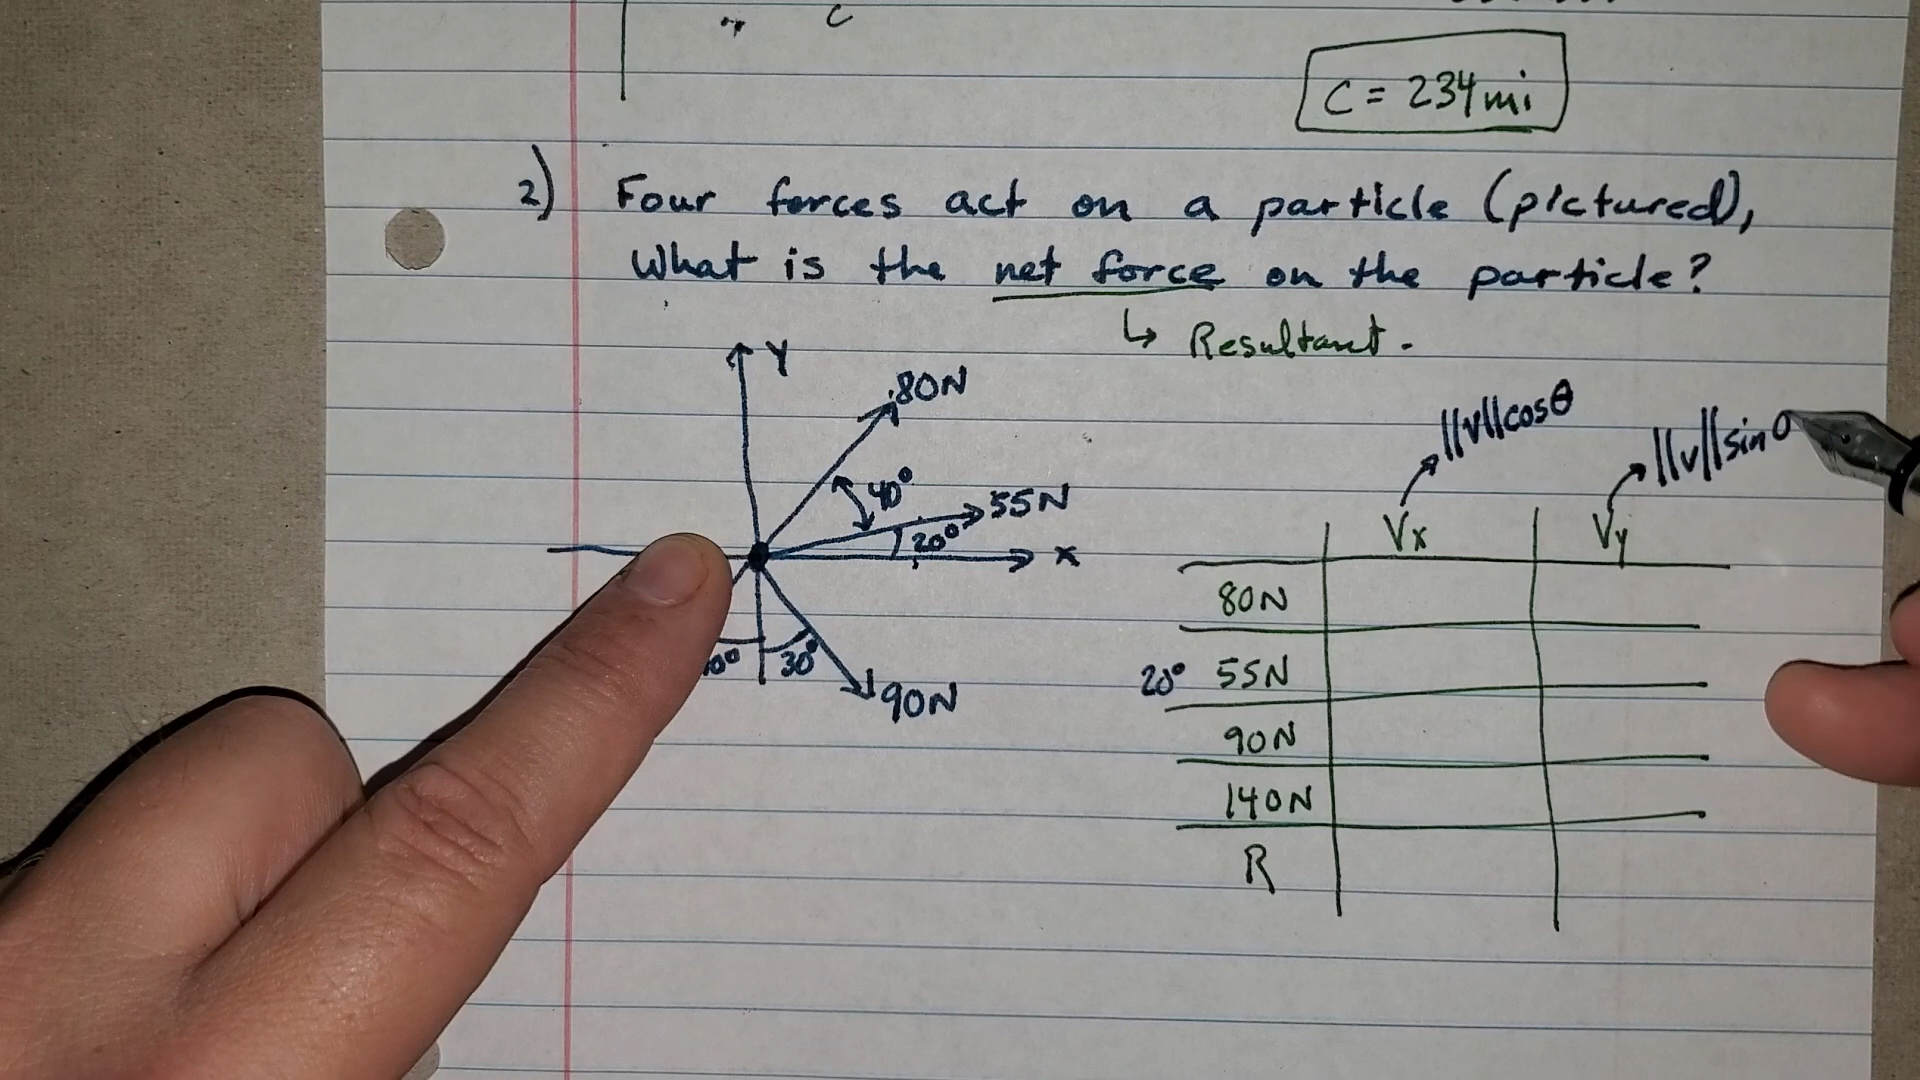 C
C = 234 mi
2) Four forces act on a particle (pictured),
What is the net force on the particle?
↳ Resultant.
Y
80N
40°
55N
20°
x
30°
90N
||v||cosθ
||v||sinθ
Vx Vy
80N
20° 55N
90N
140N
R